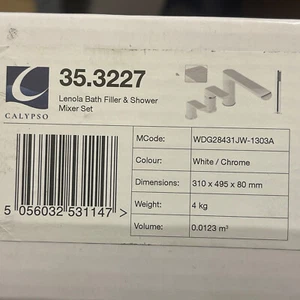 35.3227
Lenola Bath Filler & Shower
Mixer Set
CALYPSO
MCode: WDG28431JW-1303A
Colour: White / Chrome
Dimensions: 310 x 495 x 80 mm
Weight: 4 kg
Volume: 0.0123 m³
5 056032 531147 >